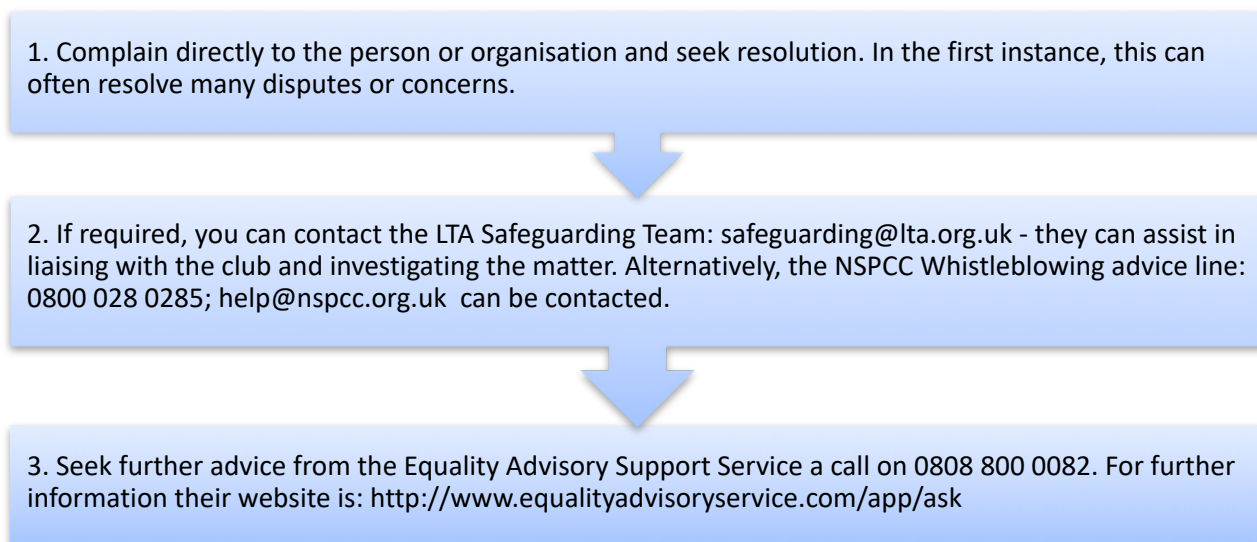 1. Complain directly to the person or organisation and seek resolution. In the first instance, this can
often resolve many disputes or concerns.
2. If required, you can contact the LTA Safeguarding Team: safeguarding@lta.org.uk - they can assist in
liaising with the club and investigating the matter. Alternatively, the NSPCC Whistleblowing advice line:
0800 028 0285; help@nspcc.org.uk  can be contacted.
3. Seek further advice from the Equality Advisory Support Service a call on 0808 800 0082. For further
information their website is: http://www.equalityadvisoryservice.com/app/ask